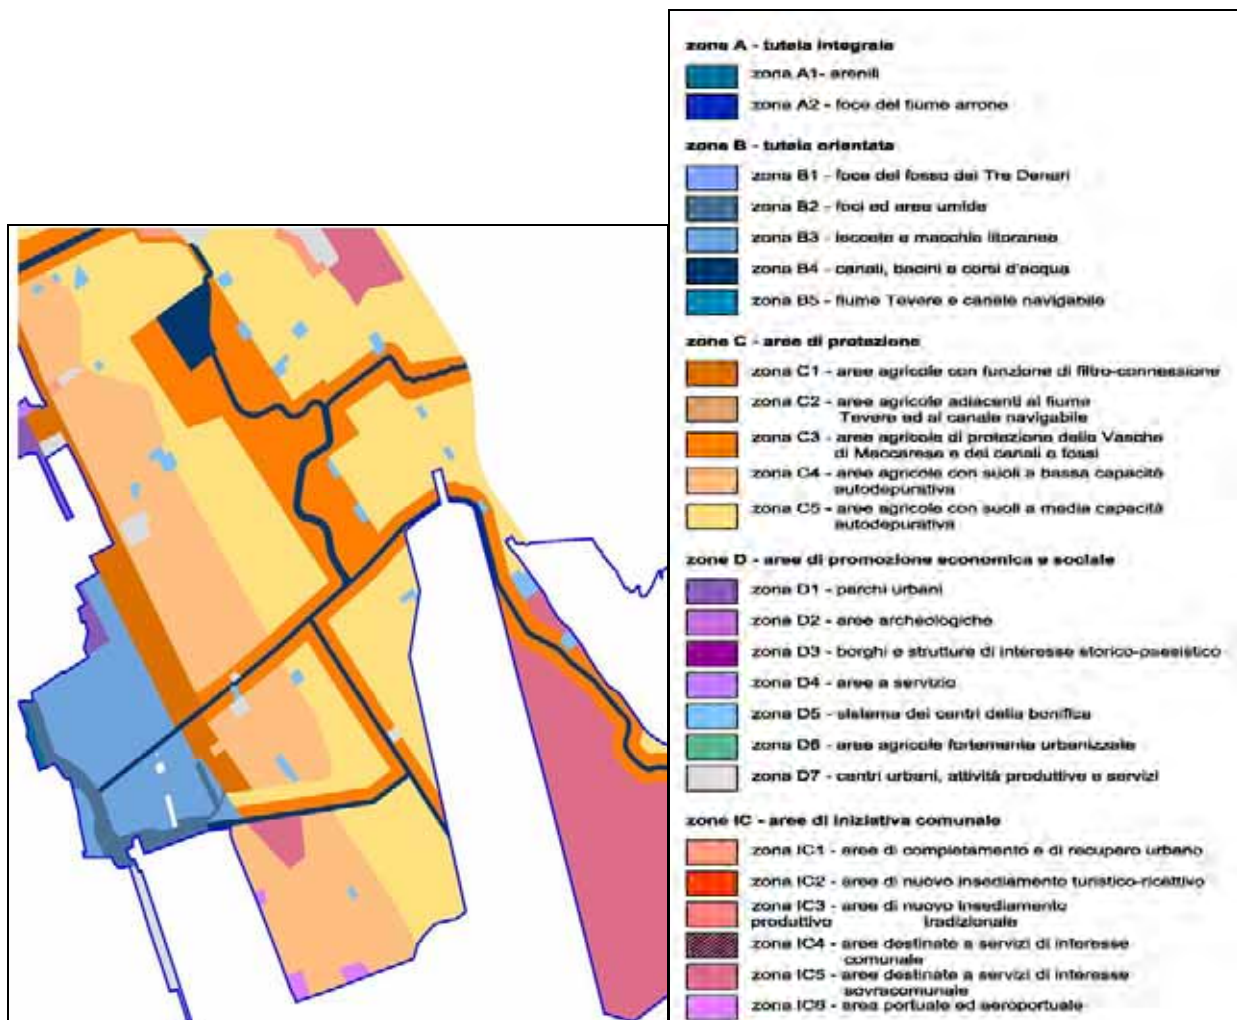 zona A - tutela integrale
zona A1- arenili
zona A2 - foce del fiume arrone
zona B - tutela orientata
zona B1 - foce del fosso dei Tre Denari
zona B2 - foci ed aree umide
zona B3 - leccete e macchie litoranee
zona B4 - canali, bacini e corsi d'acqua
zona B5 - fiume Tevere e canale navigabile
zone C - aree di protezione
zona C1 - aree agricole con funzione di filtro-connessione
zona C2 - aree agricole adiacenti al fiume
Tevere ed al canale navigabile
zona C3 - aree agricole di protezione delle Vasche
di Maccarese e dei canali e fossi
zona C4 - aree agricole con suoli a bassa capacità
autodepurativa
zona C5 - aree agricole con suoli a media capacità
autodepurativa
zone D - aree di promozione economica e sociale
zona D1 - parchi urbani
zona D2 - aree archeologiche
zona D3 - borghi e strutture di interesse storico-paesistico
zona D4 - aree a servizio
zona D5 - sistema dei centri della bonifica
zona D6 - aree agricole fortemente urbanizzate
zona D7 - centri urbani, attività produttive e servizi
zone IC - aree di iniziativa comunale
zona IC1 - aree di completamento e di recupero urbano
zona IC2 - aree di nuovo insediamento turistico-ricettivo
zona IC3 - aree di nuovo insediamento
produttivo tradizionale
zona IC4 - aree destinate a servizi di interesse
comunale
zona IC5 - aree destinate a servizi di interesse
sovracomunale
zona IC6 - area portuale ed aeroportuale